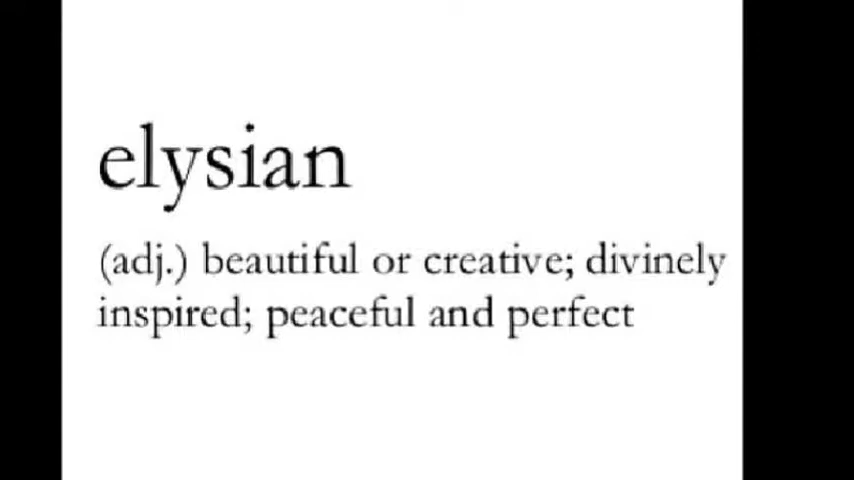 elysian
(adj.) beautiful or creative; divinely
inspired; peaceful and perfect